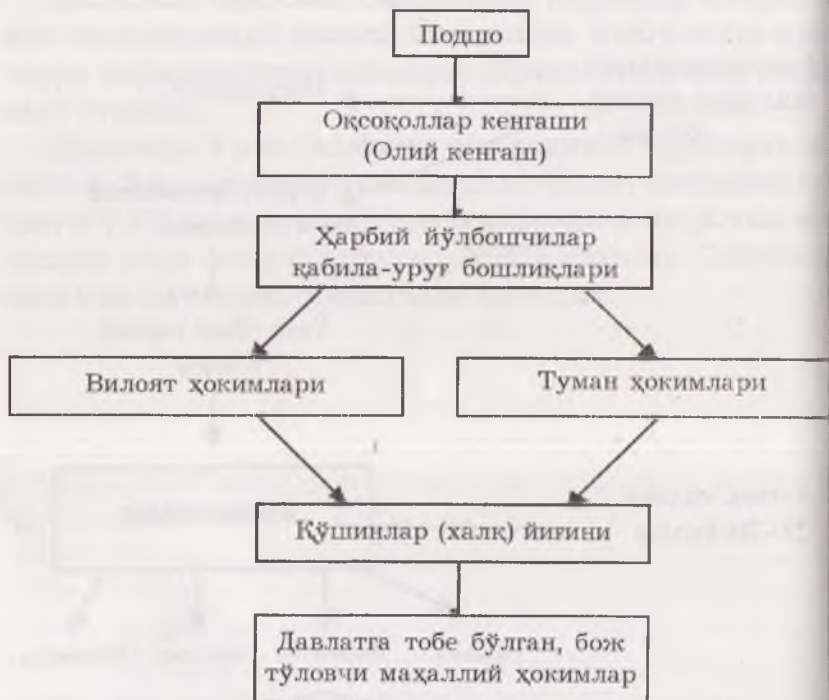 Подшо
Оқсоқоллар кенгаши
(Олий кенгаш)
Ҳарбий йўлбошчилар
қабила-уруғ бошлиқлари
Вилоят ҳокимлари
Туман ҳокимлари
Қўшинлар (халқ) йиғини
Давлатга тобе бўлган, бож
тўловчи маҳаллий ҳокимлар